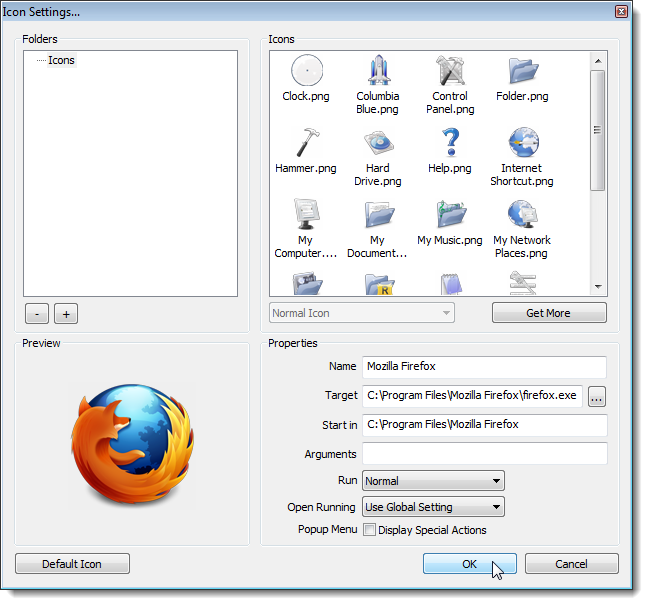 Icon Settings...
Folders
Icons
- 
+
Icons
Clock.png
Columbia
Blue.png
Control
Panel.png
Folder.png
Hammer.png
Hard
Drive.png
Help.png
Internet
Shortcut.png
My
Computer....
My
Document...
My Music.png
My Network
Places.png
R
Normal Icon
Get More
Preview
Properties
Name
Mozilla Firefox
Target
C:\Program Files\Mozilla Firefox\firefox.exe
...
Start in
C:\Program Files\Mozilla Firefox
Arguments
Run
Normal
Open Running
Use Global Setting
Popup Menu
Display Special Actions
Default Icon
OK
Cancel